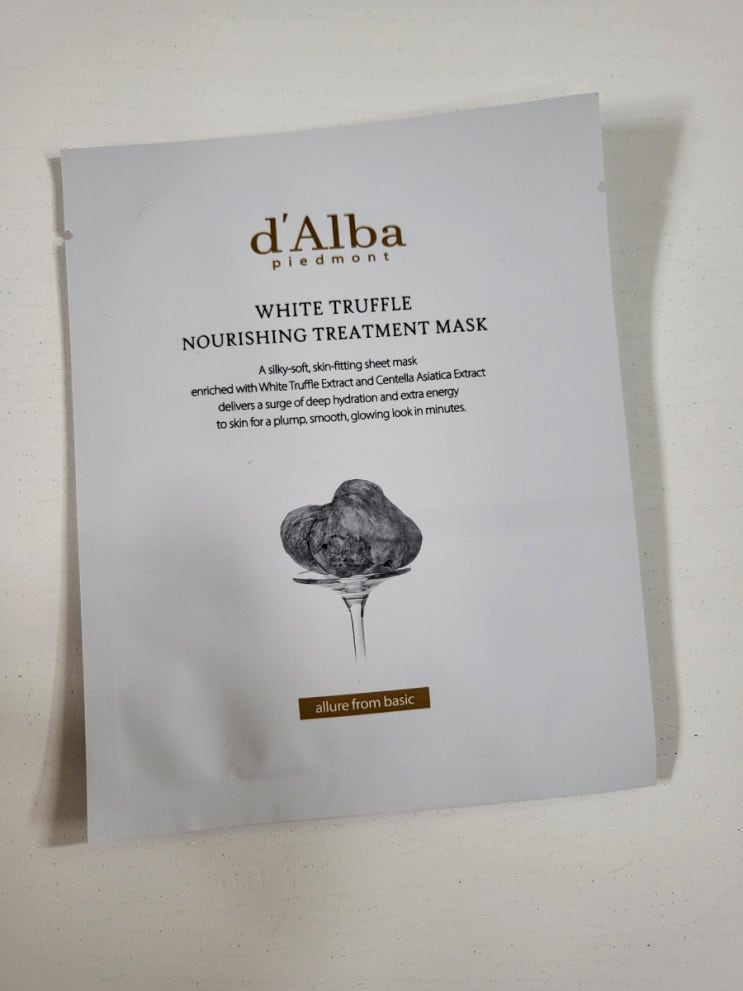 d'Alba
piedmont
WHITE TRUFFLE
NOURISHING TREATMENT MASK
A silky-soft, skin-fitting sheet mask
enriched with White Truffle Extract and Centella Asiatica Extract
delivers a surge of deep hydration and extra energy
to skin for a plump, smooth, glowing look in minutes.
allure from basic